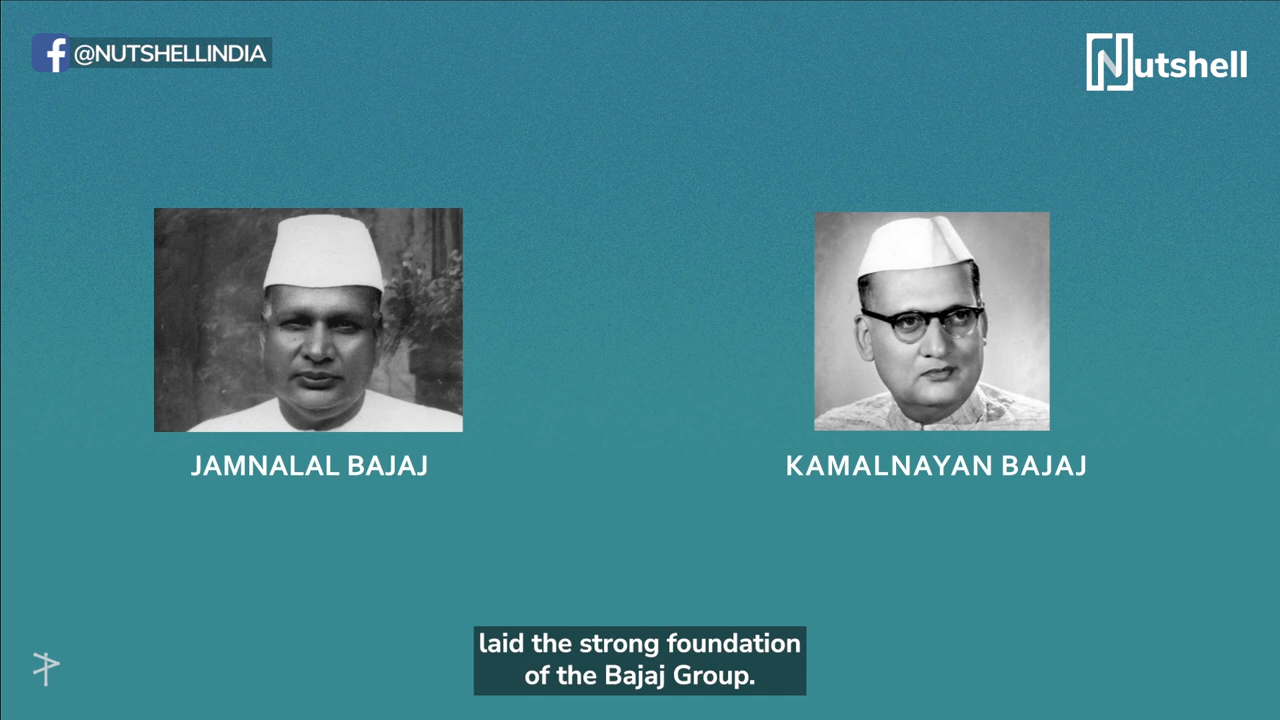 @NUTSHELLINDIA
Nutshell
JAMNALAL BAJAJ
KAMALNAYAN BAJAJ
laid the strong foundation
of the Bajaj Group.